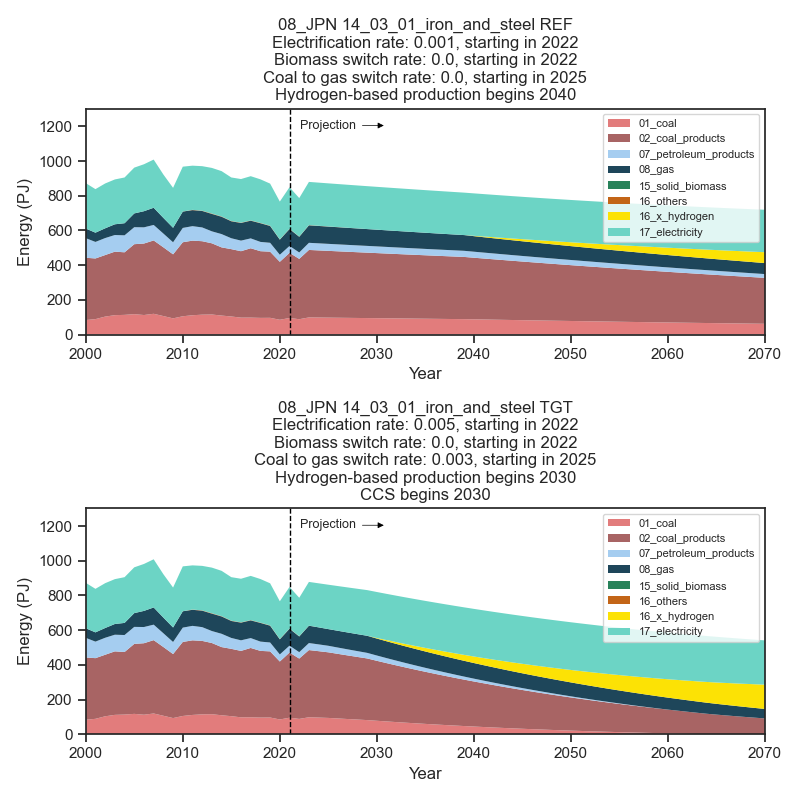 08_JPN 14_03_01_iron_and_steel REF
Electrification rate: 0.001, starting in 2022
Biomass switch rate: 0.0, starting in 2022
Coal to gas switch rate: 0.0, starting in 2025
Hydrogen-based production begins 2040
Energy (PJ)
1200
1000
800
600
400
200
0
Projection
01_coal
02_coal_products
07_petroleum_products
08_gas
15_solid_biomass
16_others
16_x_hydrogen
17_electricity
2000 2010 2020 2030 2040 2050 2060 2070
Year
08_JPN 14_03_01_iron_and_steel TGT
Electrification rate: 0.005, starting in 2022
Biomass switch rate: 0.0, starting in 2022
Coal to gas switch rate: 0.003, starting in 2025
Hydrogen-based production begins 2030
CCS begins 2030
Energy (PJ)
1200
1000
800
600
400
200
0
Projection
01_coal
02_coal_products
07_petroleum_products
08_gas
15_solid_biomass
16_others
16_x_hydrogen
17_electricity
2000 2010 2020 2030 2040 2050 2060 2070
Year